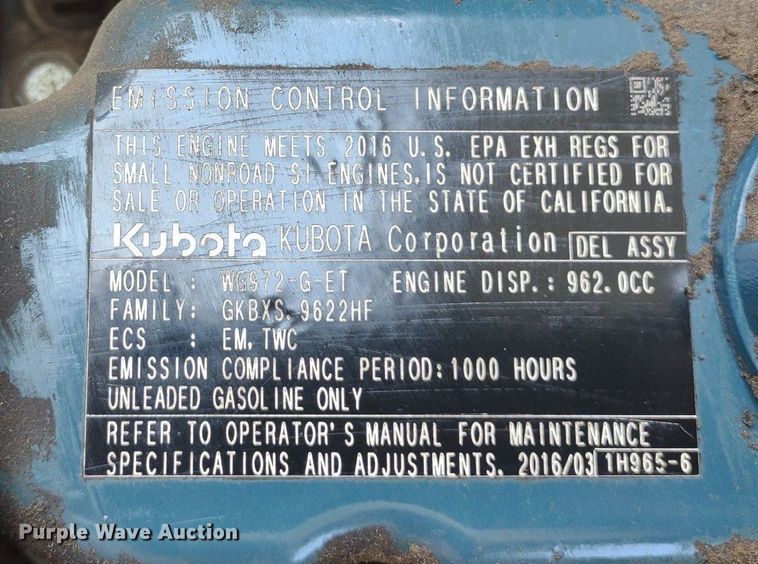 EMISSION CONTROL INFORMATION
THIS ENGINE MEETS 2016 U.S. EPA EXH REGS FOR
SMALL NONROAD SI ENGINES, IS NOT CERTIFIED FOR
SALE OR OPERATION IN THE STATE OF CALIFORNIA.
Kubota KUBOTA Corporation DEL ASSY
MODEL : WG972-G-ET ENGINE DISP.: 962.0CC
FAMILY: GKBXS.9622HF
ECS : EM, TWC
EMISSION COMPLIANCE PERIOD: 1000 HOURS
UNLEADED GASOLINE ONLY
REFER TO OPERATOR'S MANUAL FOR MAINTENANCE
SPECIFICATIONS AND ADJUSTMENTS. 2016/03 1H965-6
Purple Wave Auction